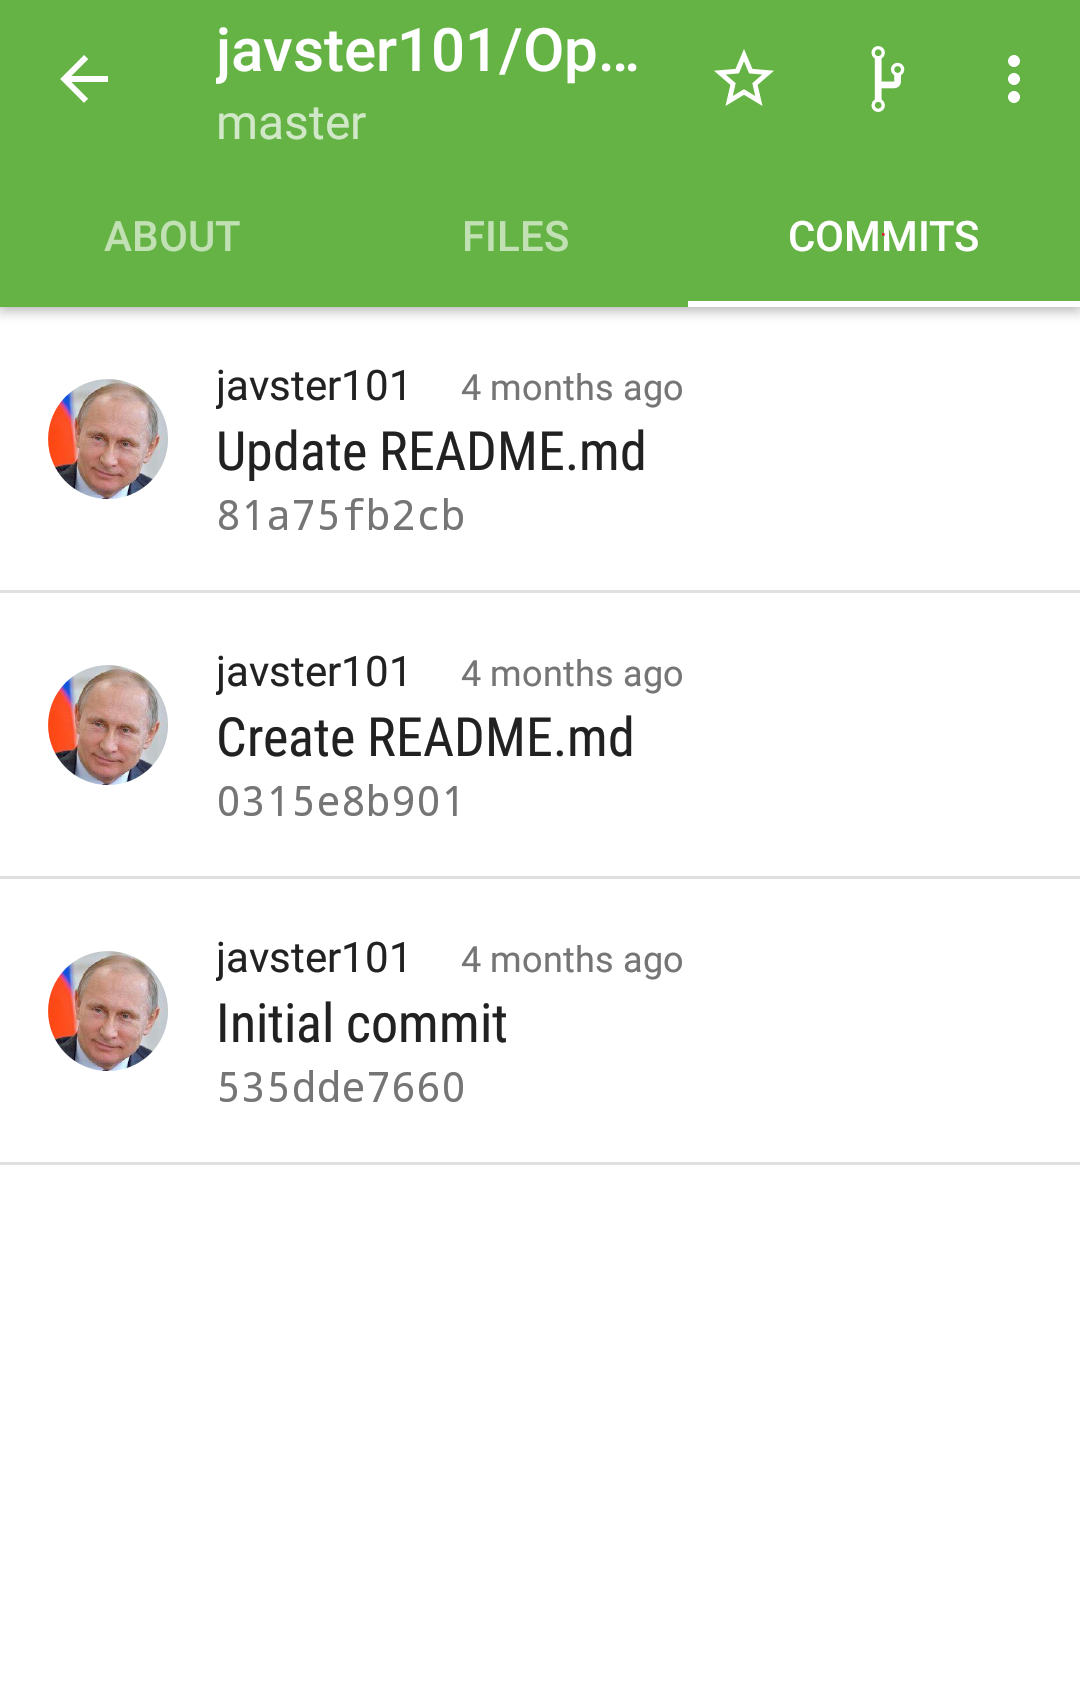 javster101/Op...
master
ABOUT FILES COMMITS
javster101 4 months ago
Update README.md
81a75fb2cb
javster101 4 months ago
Create README.md
0315e8b901
javster101 4 months ago
Initial commit
535dde7660